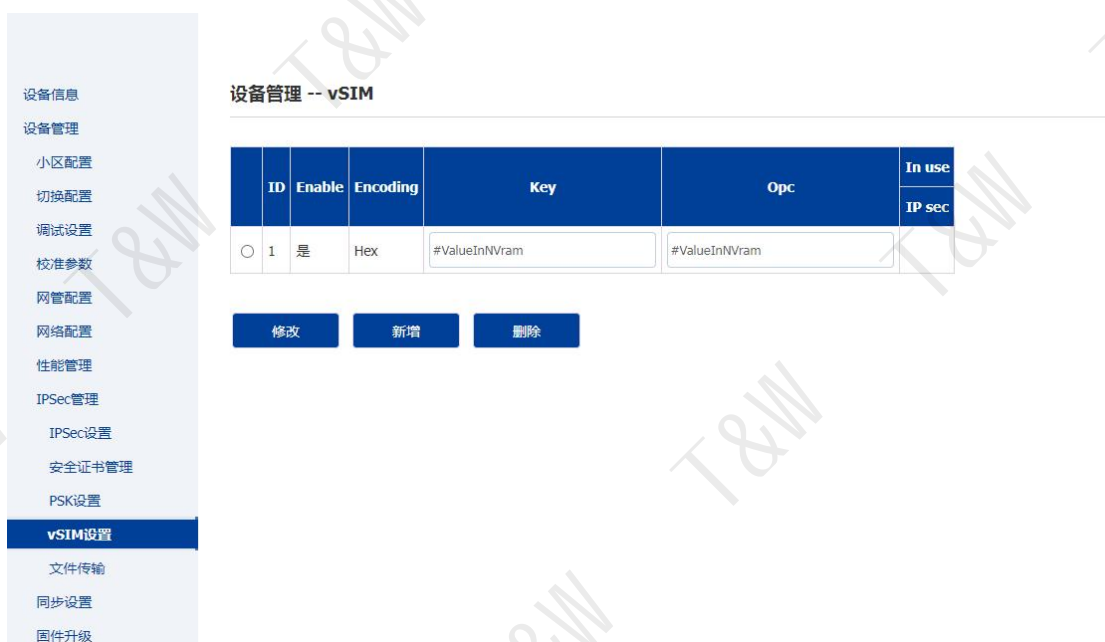 设备信息
设备管理
小区配置
切换配置
调试设置
校准参数
网管配置
网络配置
性能管理
IPSec管理
IPSec设置
安全证书管理
PSK设置
vSIM设置
文件传输
同步设置
固件升级
设备管理 -- vSIM
ID Enable Encoding Key Opc In use
IP sec
1 是 Hex #ValueInNVram #ValueInNVram
修改 新增 删除
T&W
T&W
T&W
T&W
T&W